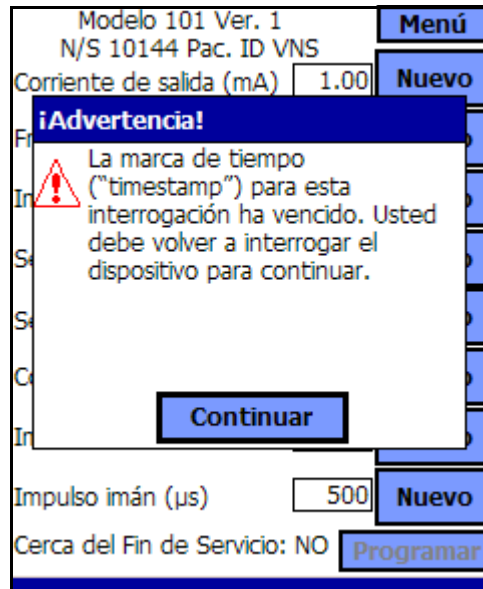 Modelo 101 Ver. 1
Menú
N/S 10144 Pac. ID VNS
Corriente de salida (mA) 1.00 Nuevo
¡Advertencia!
La marca de tiempo
("timestamp") para esta
interrogación ha vencido. Usted
debe volver a interrogar el
dispositivo para continuar.
Continuar
Impulso imán (µs) 500 Nuevo
Cerca del Fin de Servicio: NO Programar